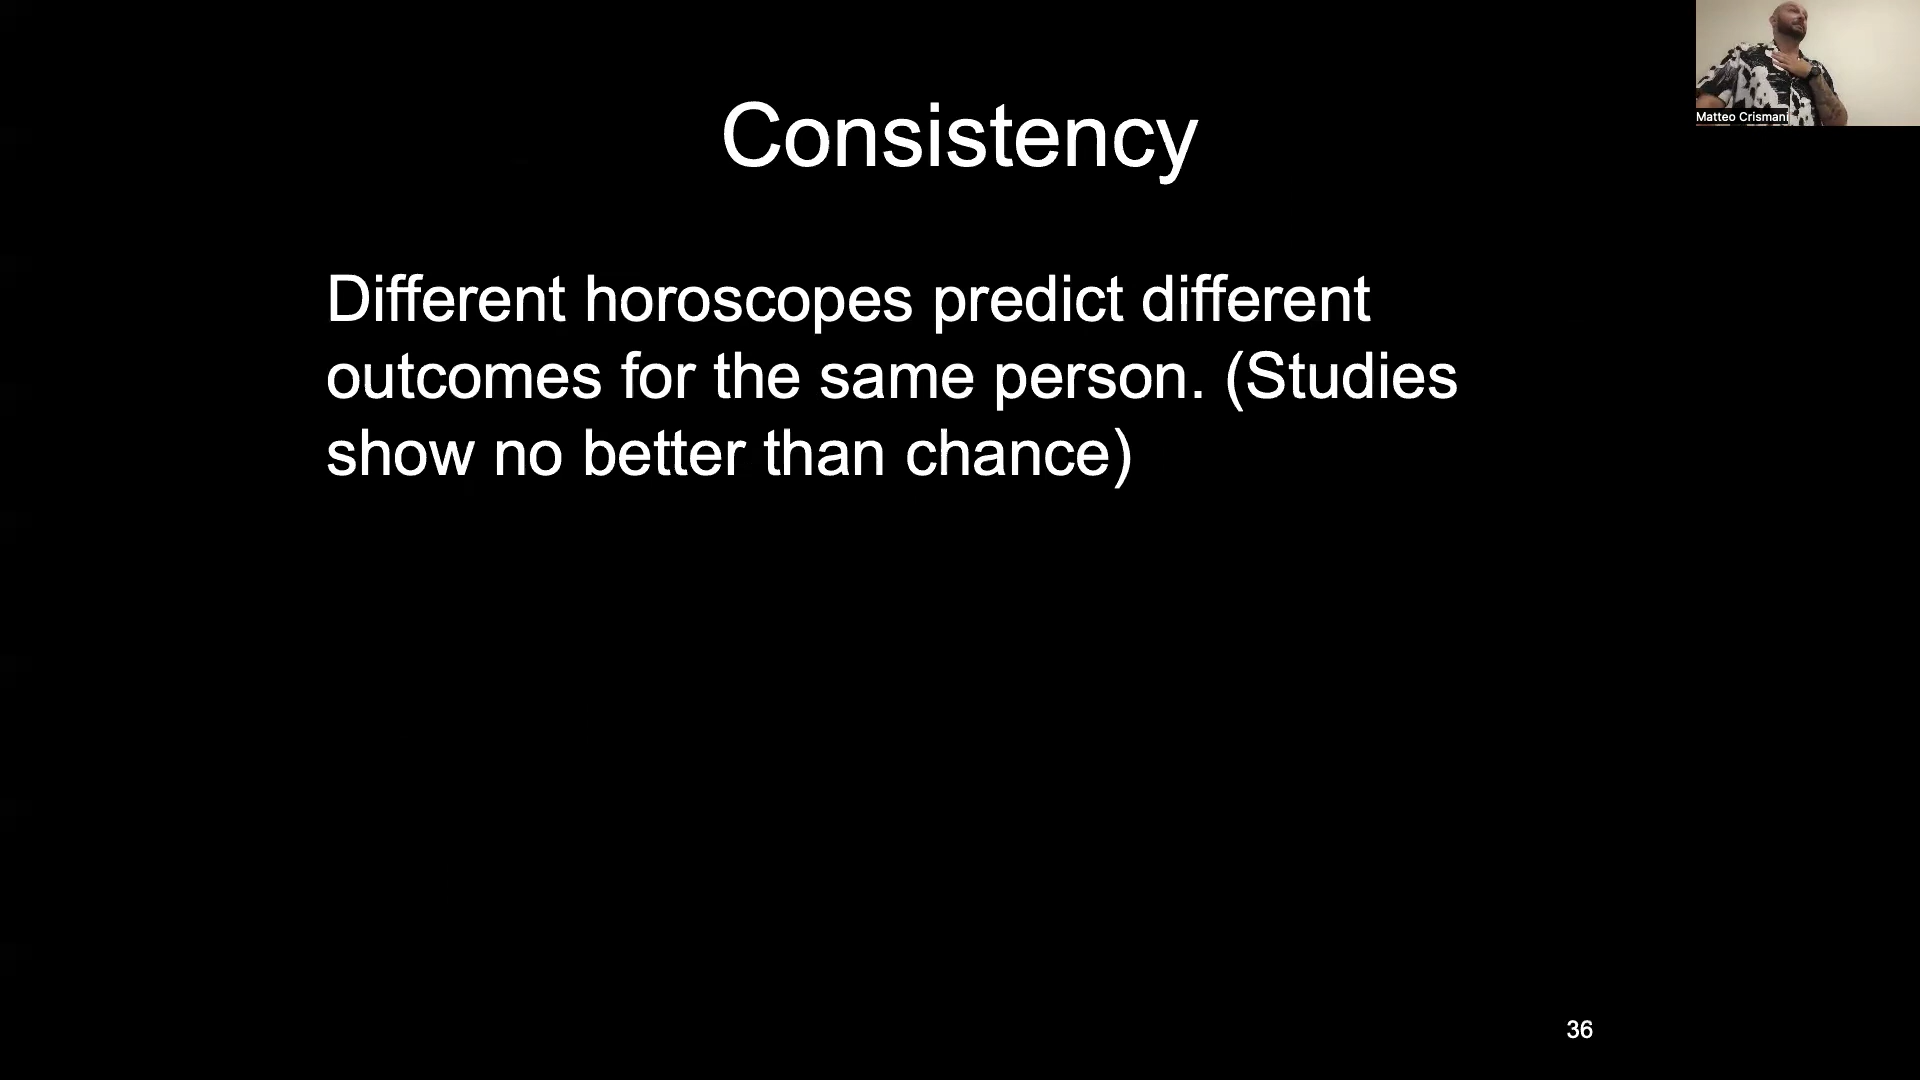 Consistency
Matteo Crismani
Different horoscopes predict different
outcomes for the same person. (Studies
show no better than chance)
36